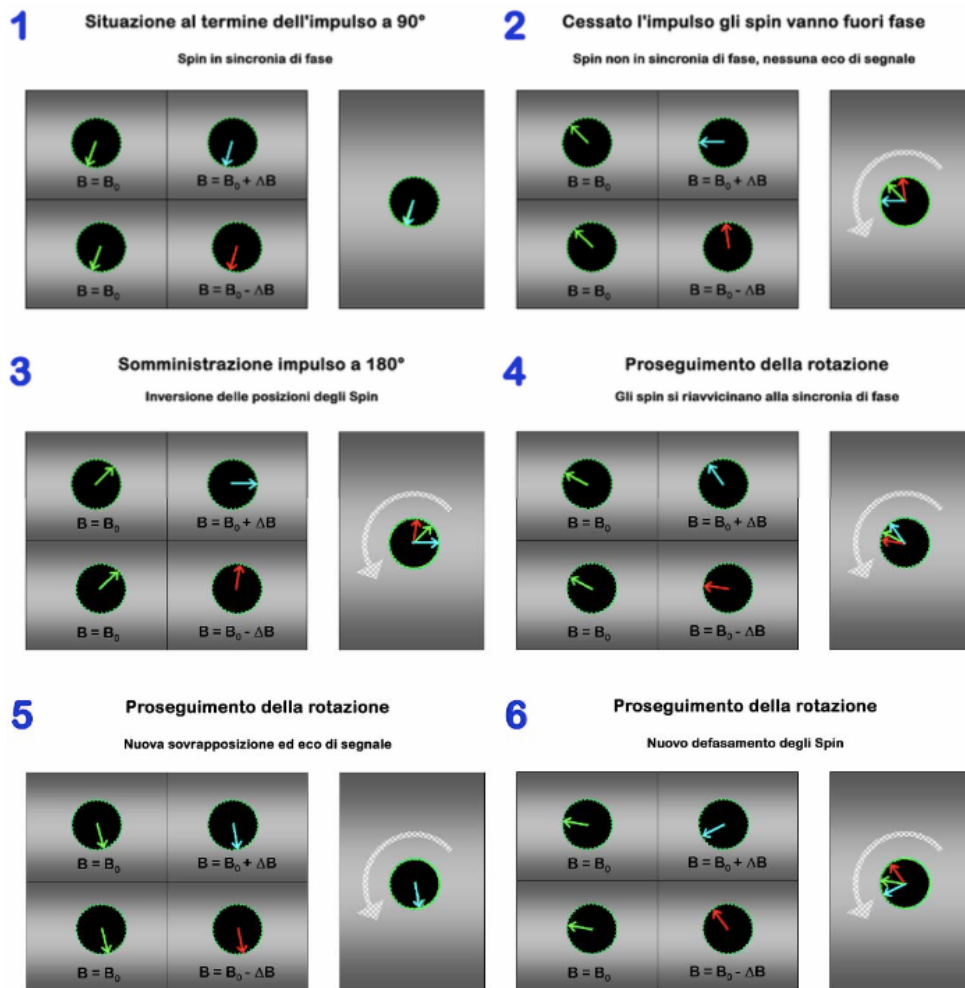 1
Situazione al termine dell'impulso a 90°
Spin in sincronia di fase
B = B₀
B = B₀ + ΔB
B = B₀
B = B₀ - ΔB
2
Cessato l'impulso gli spin vanno fuori fase
Spin non in sincronia di fase, nessuna eco di segnale
B = B₀
B = B₀ + ΔB
B = B₀
B = B₀ - ΔB
3
Somministrazione impulso a 180°
Inversione delle posizioni degli Spin
B = B₀
B = B₀ + ΔB
B = B₀
B = B₀ - ΔB
4
Proseguimento della rotazione
Gli spin si riavvicinano alla sincronia di fase
B = B₀
B = B₀ + ΔB
B = B₀
B = B₀ - ΔB
5
Proseguimento della rotazione
Nuova sovrapposizione ed eco di segnale
B = B₀
B = B₀ + ΔB
B = B₀
B = B₀ - ΔB
6
Proseguimento della rotazione
Nuovo defasamento degli Spin
B = B₀
B = B₀ + ΔB
B = B₀
B = B₀ - ΔB